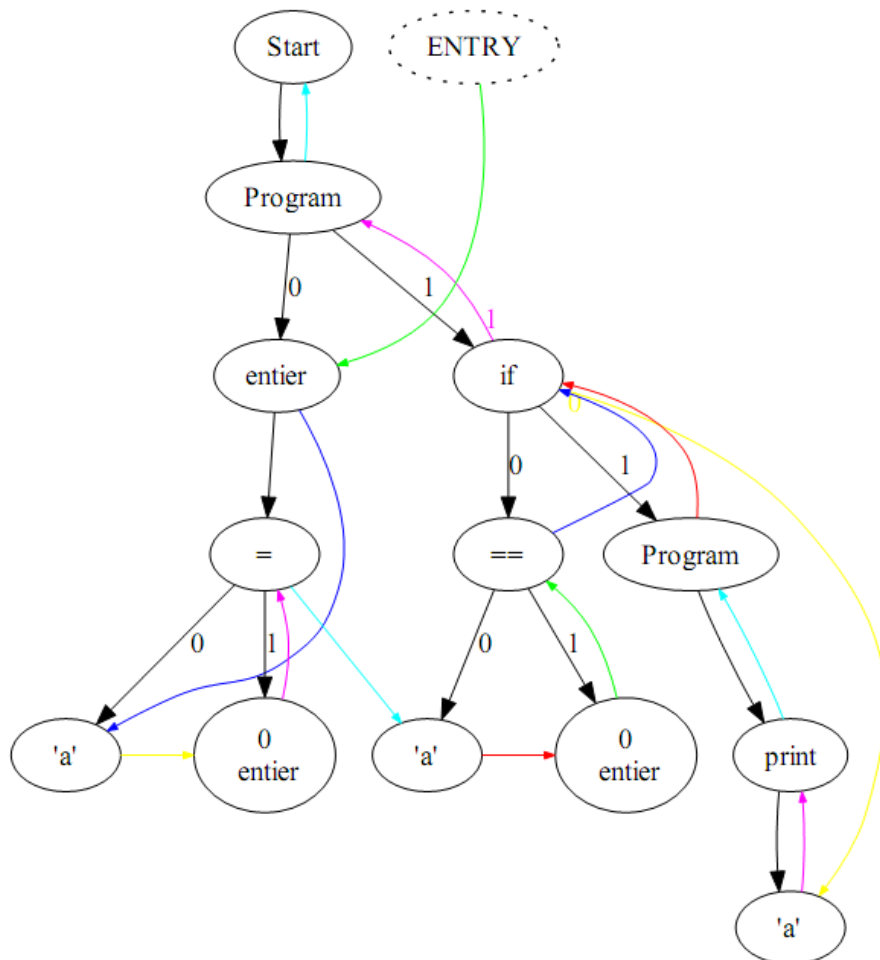 Start
ENTRY
Program
0
1
1
entier
if
0
0
1
=
==
Program
0
1
0
1
'a'
0
entier
'a'
0
entier
print
'a'